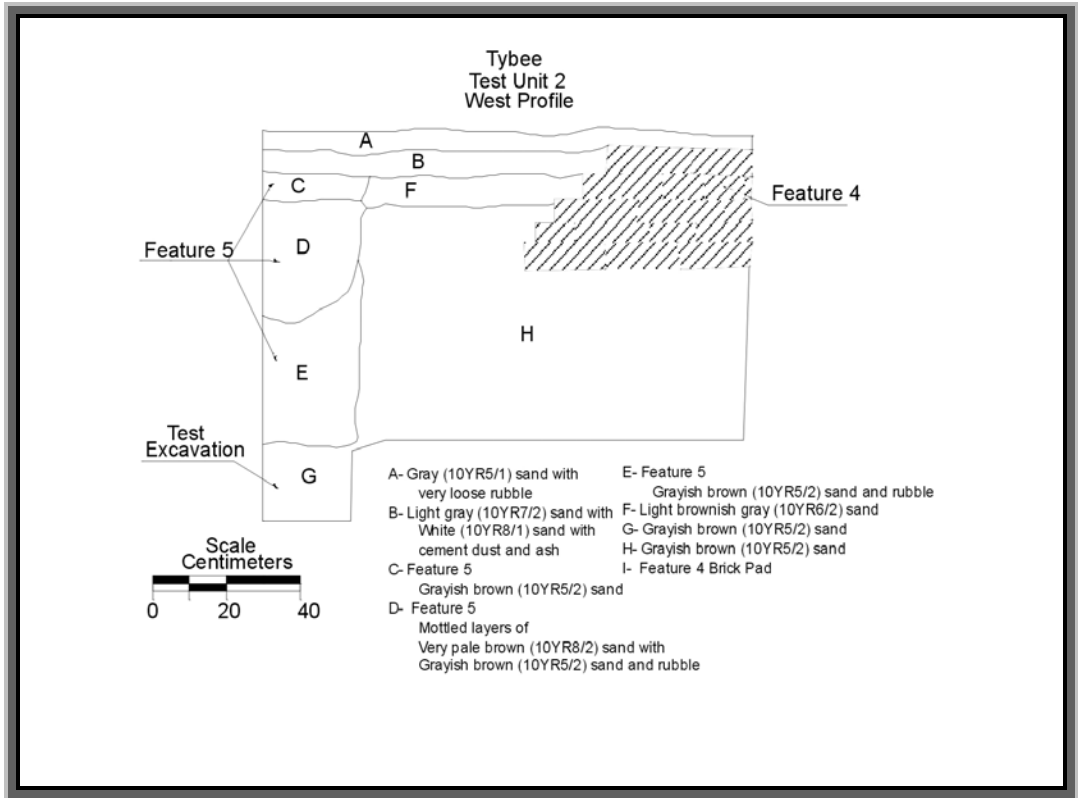 Tybee
Test Unit 2
West Profile
A
B
C
F
Feature 4
Feature 5
D
H
E
Test
Excavation
G
A- Gray (10YR5/1) sand with
very loose rubble
B- Light gray (10YR7/2) sand with
White (10YR8/1) sand with
cement dust and ash
C- Feature 5
Grayish brown (10YR5/2) sand
D- Feature 5
Mottled layers of
Very pale brown (10YR8/2) sand with
Grayish brown (10YR5/2) sand and rubble
E- Feature 5
Grayish brown (10YR5/2) sand and rubble
F- Light brownish gray (10YR6/2) sand
G- Grayish brown (10YR5/2) sand
H- Grayish brown (10YR5/2) sand
I- Feature 4 Brick Pad
Scale
Centimeters
0 20 40